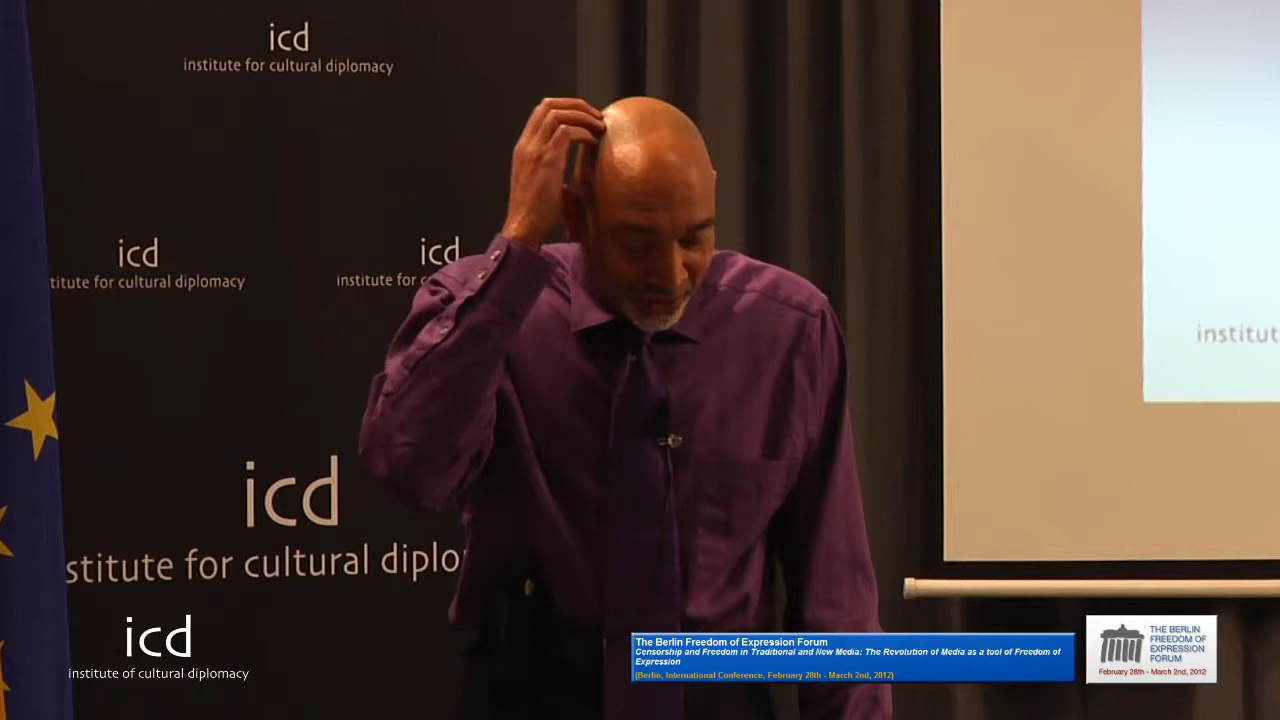 icd
institute for cultural diplomacy
icd
titute for cultural diplomacy
icd
institute for c
icd
stitute for cultural diplo
icd
institute of cultural diplomacy
institut
The Berlin Freedom of Expression Forum
Censorship and Freedom in Traditional and New Media: The Revolution of Media as a tool of Freedom of
Expression
(Berlin, International Conference, February 28th - March 2nd, 2012)
THE BERLIN
FREEDOM OF
EXPRESSION
FORUM
February 28th - March 2nd, 2012